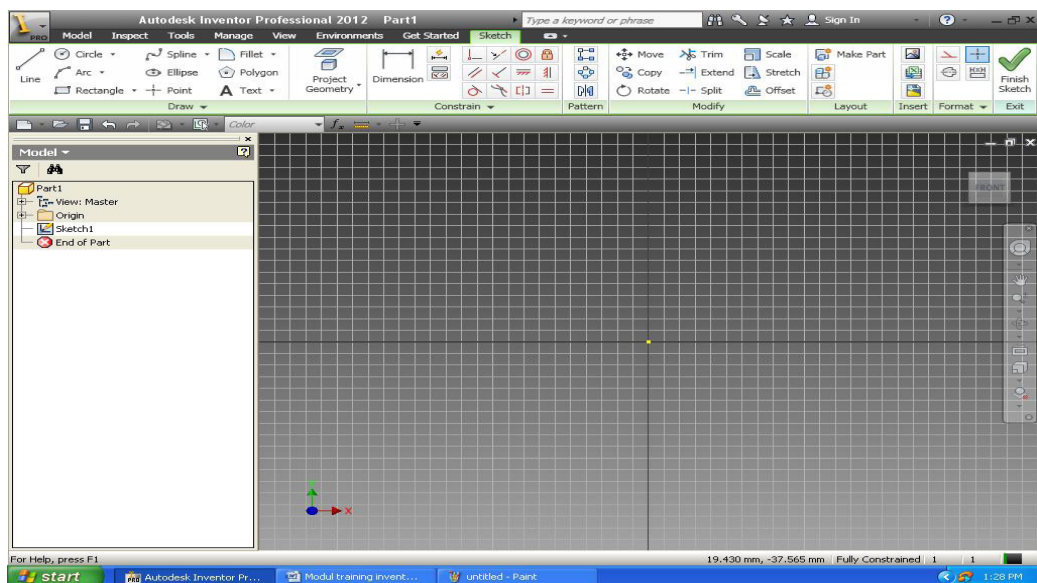 Autodesk Inventor Professional 2012 Part1 Type a keyword or phrase Sign In
PRO Model Inspect Tools Manage View Environments Get Started Sketch
Line Circle Spline Fillet Project Geometry Dimension Move Trim Scale Make Part Finish Sketch
Arc Ellipse Polygon Copy Extend Stretch
Rectangle Point A Text Rotate Split Offset
Draw Constrain Pattern Modify Layout Insert Format Exit
Color fx
Model
Part1
View: Master
Origin
Sketch1
End of Part
FRONT
X
For Help, press F1 19.430 mm, -37.565 mm Fully Constrained 1 1
start Autodesk Inventor Pr... Modul training invent... untitled - Paint 1:28 PM